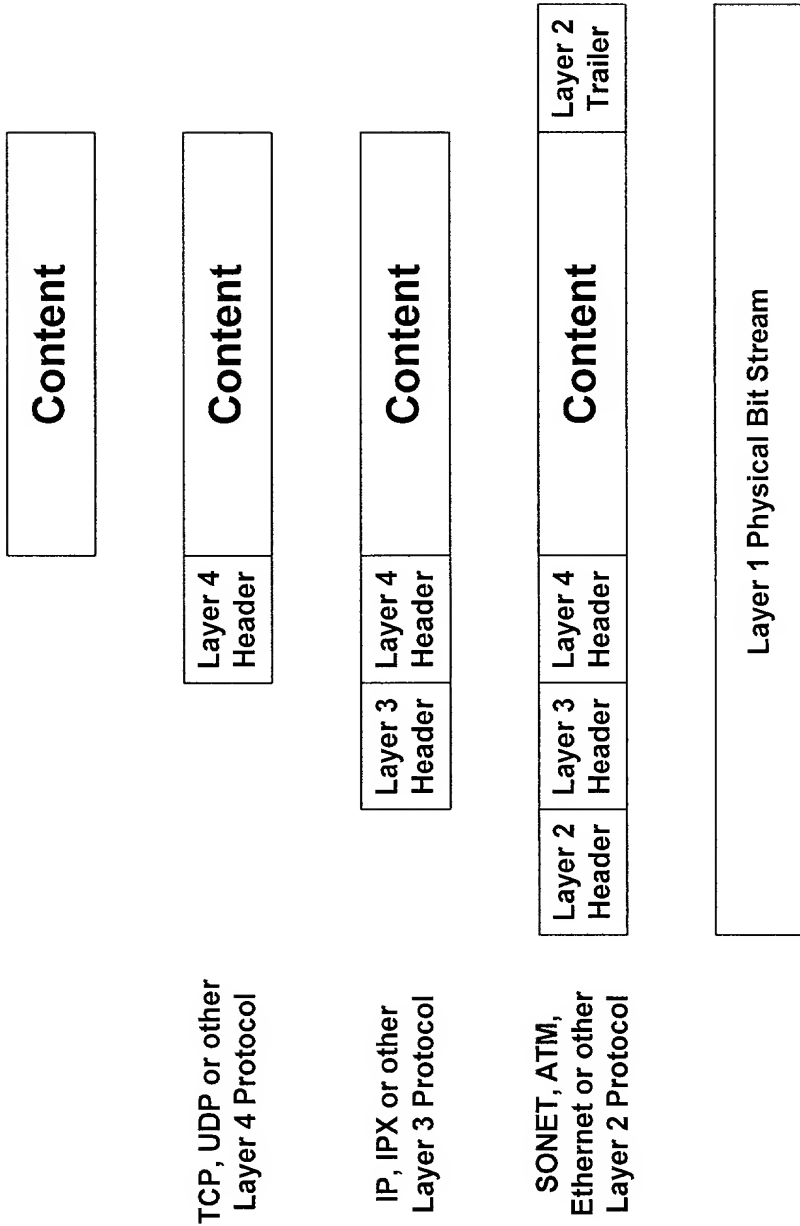 Content
TCP, UDP or other
Layer 4 Protocol
Layer 4
Header
Content
IP, IPX or other
Layer 3 Protocol
Layer 3
Header
Layer 4
Header
Content
SONET, ATM,
Ethernet or other
Layer 2 Protocol
Layer 2
Header
Layer 3
Header
Layer 4
Header
Content
Layer 2
Trailer
Layer 1 Physical Bit Stream